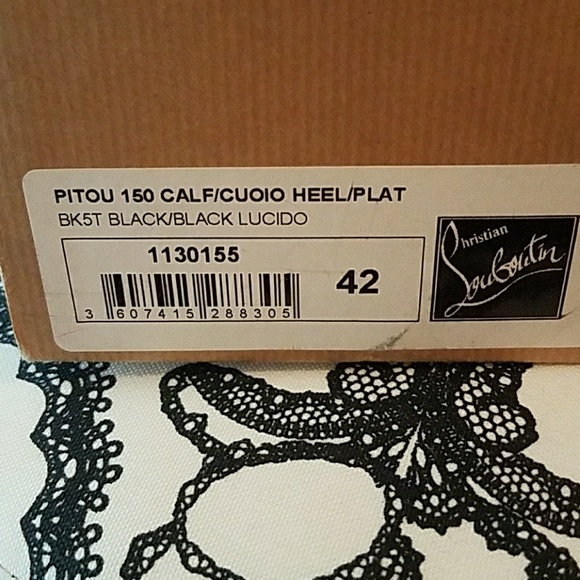 PITOU 150 CALF/CUOIO HEEL/PLAT
BK5T BLACK/BLACK LUCIDO
1130155
42
3 607415 288305
Christian
Louboutin